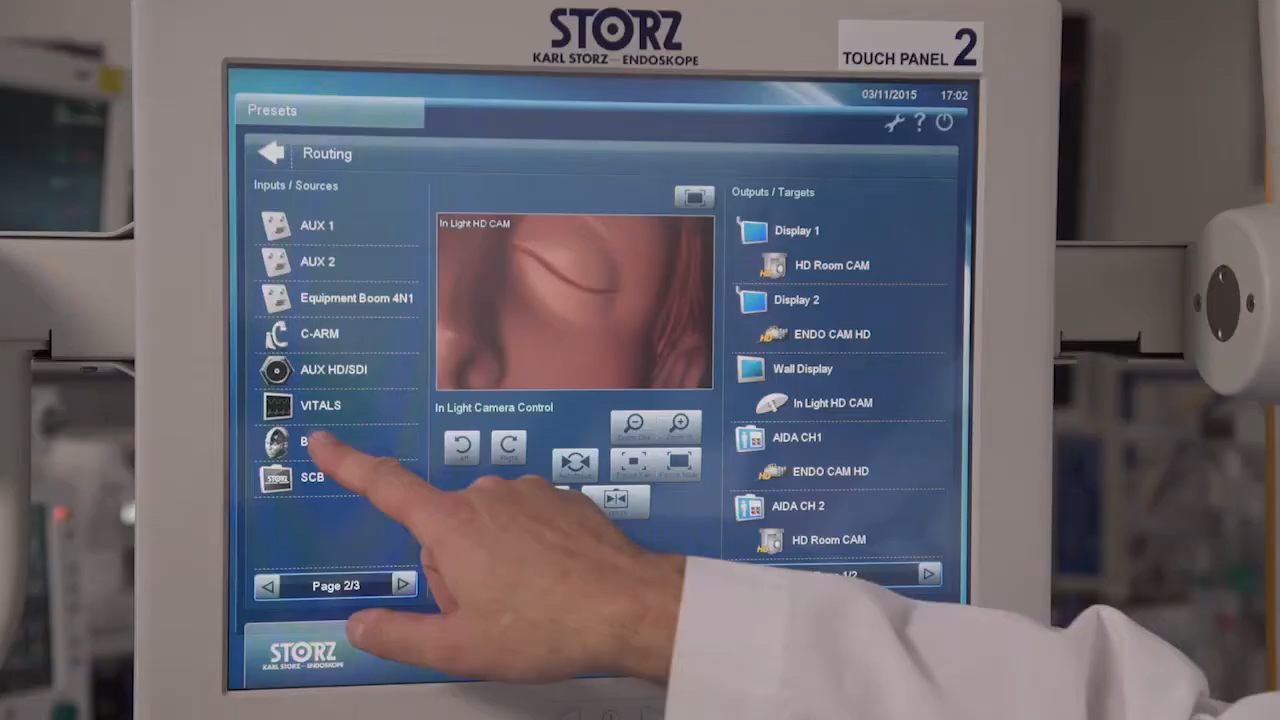 STORZ
KARL STORZ — ENDOSKOPE
TOUCH PANEL 2
03/11/2015 17:02
Presets
?
Routing
Inputs / Sources
AUX 1
AUX 2
Equipment Boom 4N1
C-ARM
AUX HD/SDI
VITALS
SCB
Page 2/3
In Light HD CAM
In Light Camera Control
Outputs / Targets
Display 1
HD Room CAM
Display 2
ENDO CAM HD
Wall Display
In Light HD CAM
AIDA CH1
ENDO CAM HD
AIDA CH 2
HD Room CAM
1/2
STORZ
KARL STORZ — ENDOSKOPE